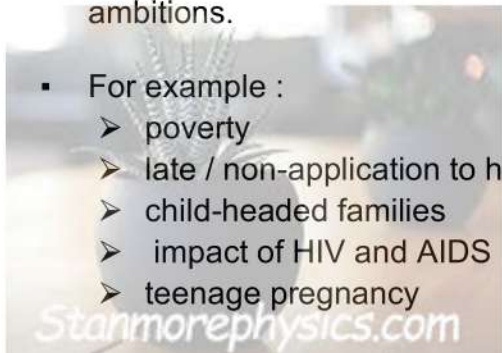 ambitions.
▪ For example :
➢ poverty
➢ late / non-application to h
➢ child-headed families
➢ impact of HIV and AIDS
➢ teenage pregnancy
Stanmorephysics.com